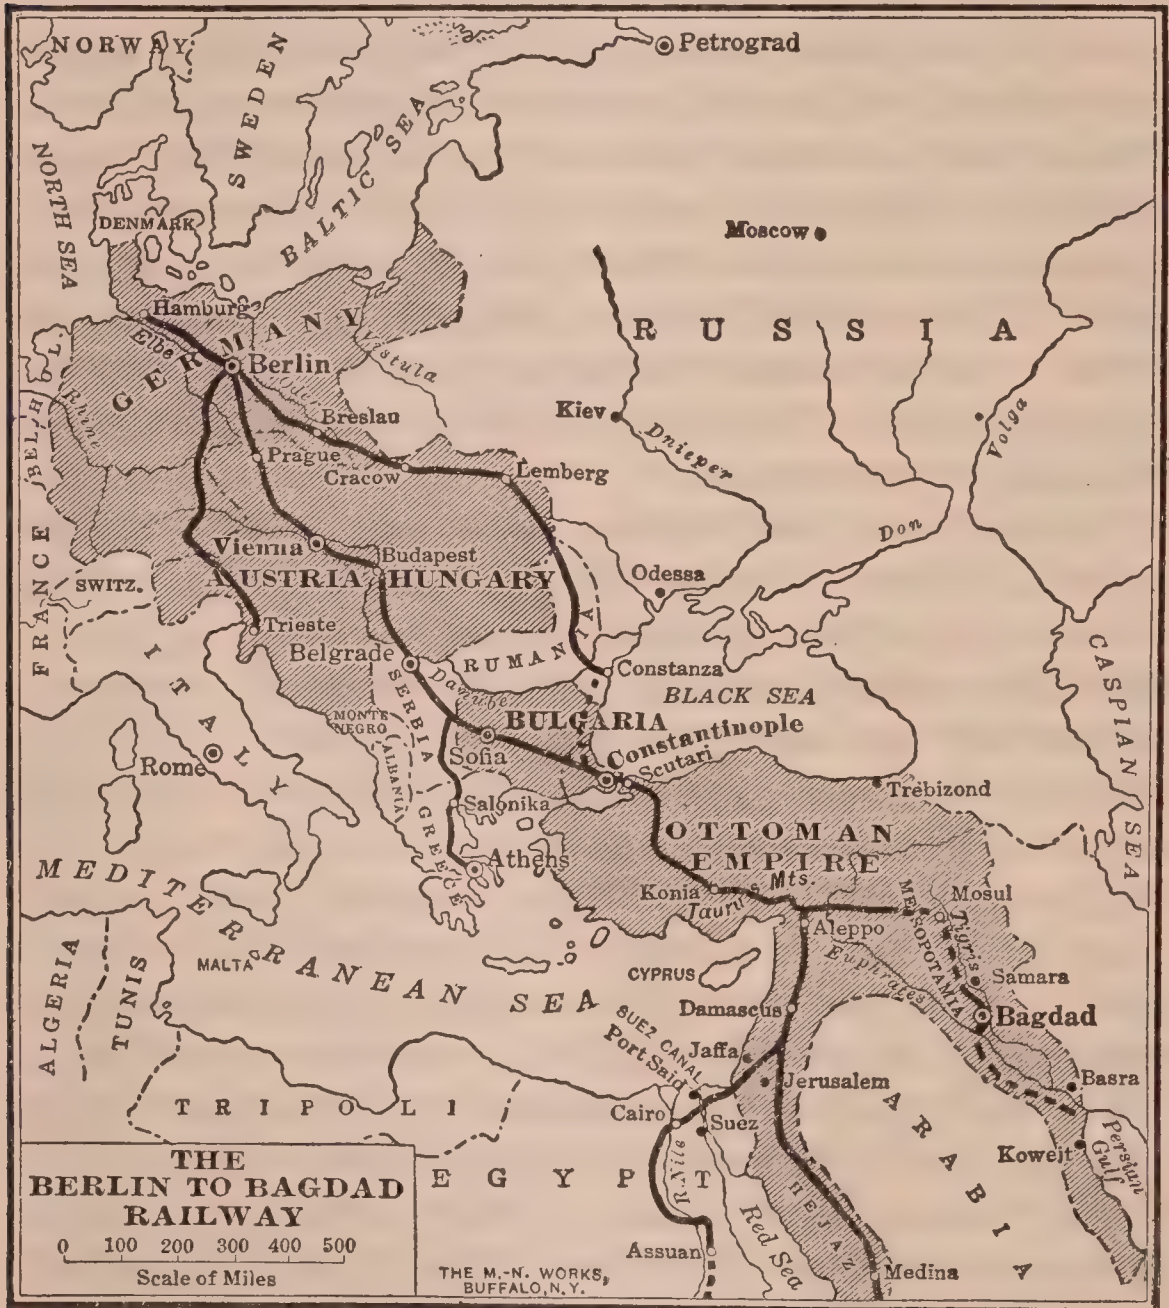 NORWAY
SWEDEN
Petrograd
NORTH SEA
BALTIC SEA
DENMARK
Moscow
Hamburg
RUSSIA
Elbe
GERMANY
Berlin
Vistula
HOL.
BELG.
Rhine
Oder
Breslau
Kiev
Dnieper
Volga
Prague
Cracow
Lemberg
Don
FRANCE
Vienna
Budapest
SWITZ.
AUSTRIA HUNGARY
Odessa
Trieste
ITALY
Belgrade
RUMANIA
Constanza
CASPIAN SEA
Danube
SERBIA
BLACK SEA
MONTE
NEGRO
BULGARIA
Constantinople
Scutari
Sofia
ALBANIA
Rome
Trebizond
Salonika
GREECE
OTTOMAN
EMPIRE
Athens
MEDITERRANEAN SEA
Konia
Taurus Mts.
Mosul
MESOPOTAMIA
Tigris
Aleppo
Euphrates
ALGERIA
TUNIS
MALTA
CYPRUS
Samara
Damascus
Bagdad
SUEZ CANAL
Port Said
Jaffa
Jerusalem
Basra
TRIPOLI
Cairo
Suez
ARABIA
Koweit
Persian
Gulf
EGYPT
Nile
HEJAZ
Red Sea
Assuan
Medina
THE
BERLIN TO BAGDAD
RAILWAY
0 100 200 300 400 500
Scale of Miles
THE M.-N. WORKS,
BUFFALO, N.Y.